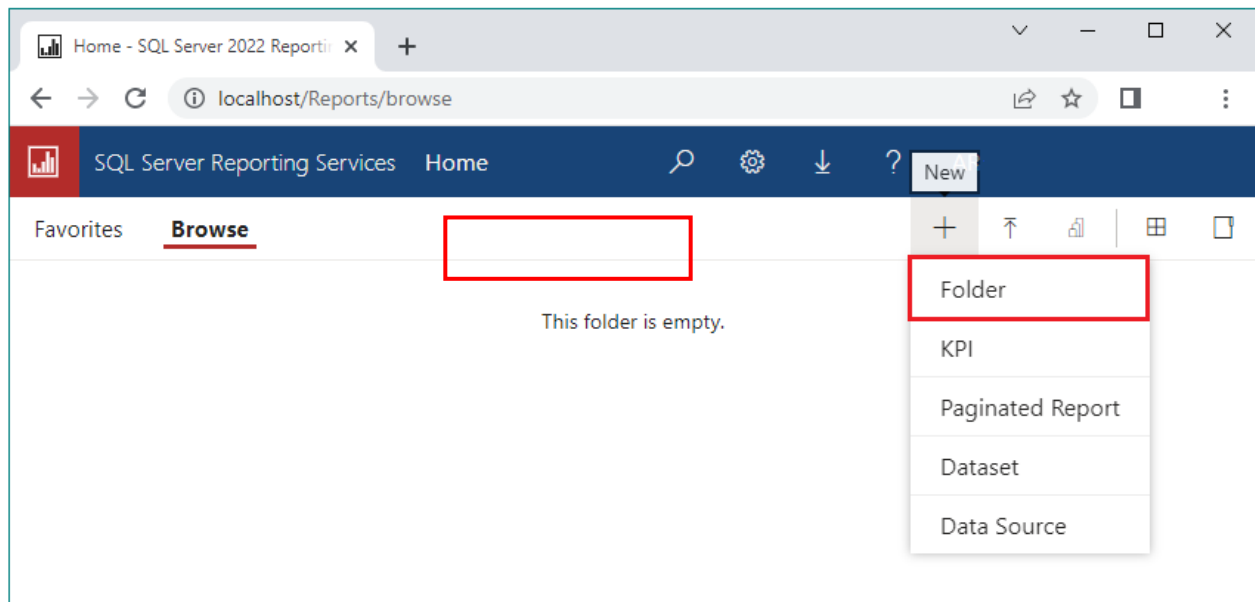 Home - SQL Server 2022 Reporti
localhost/Reports/browse
SQL Server Reporting Services Home ?
New
Favorites Browse
Folder
This folder is empty.
KPI
Paginated Report
Dataset
Data Source